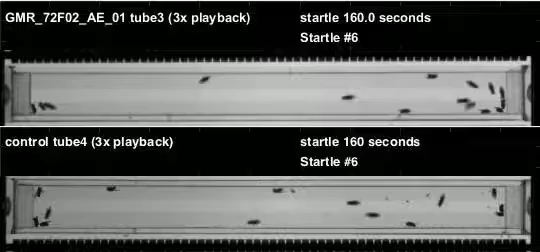 GMR_72F02_AE_01 tube3 (3x playback)
startle 160.0 seconds
Startle #6
control tube4 (3x playback)
startle 160 seconds
Startle #6